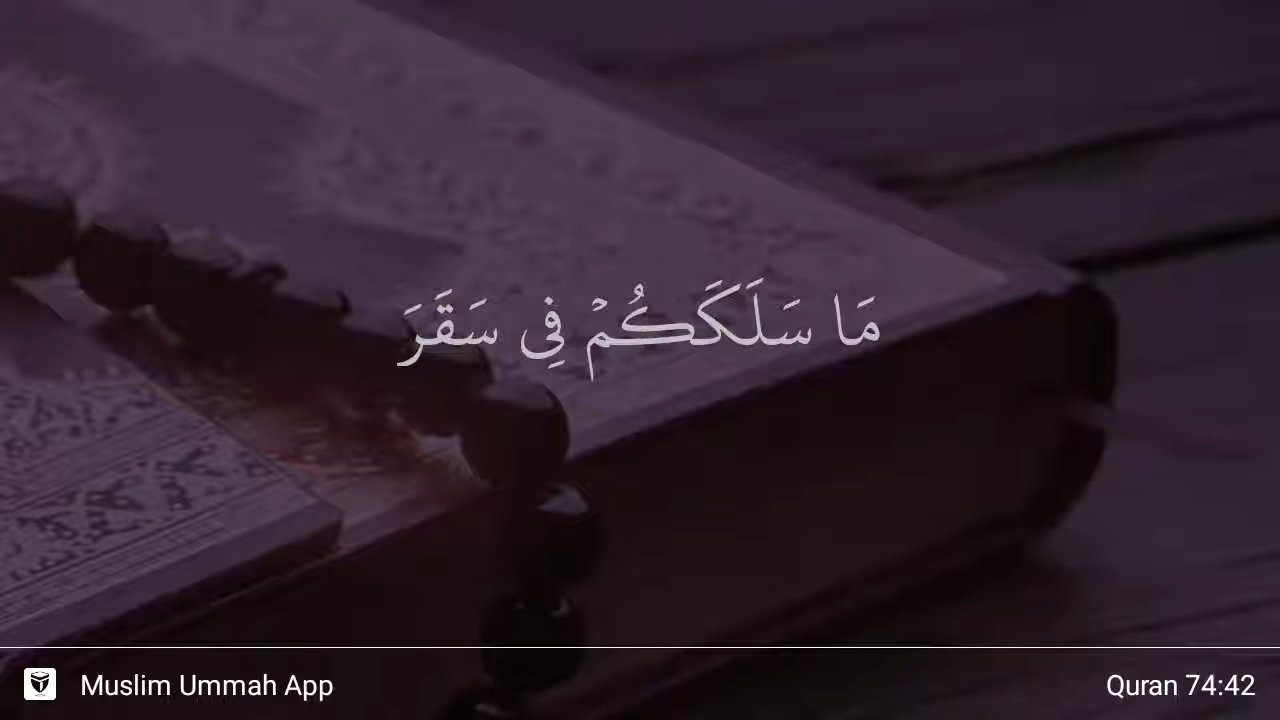 مَا سَلَكَكُمْ فِى سَقَرَ
Muslim Ummah App
Quran 74:42